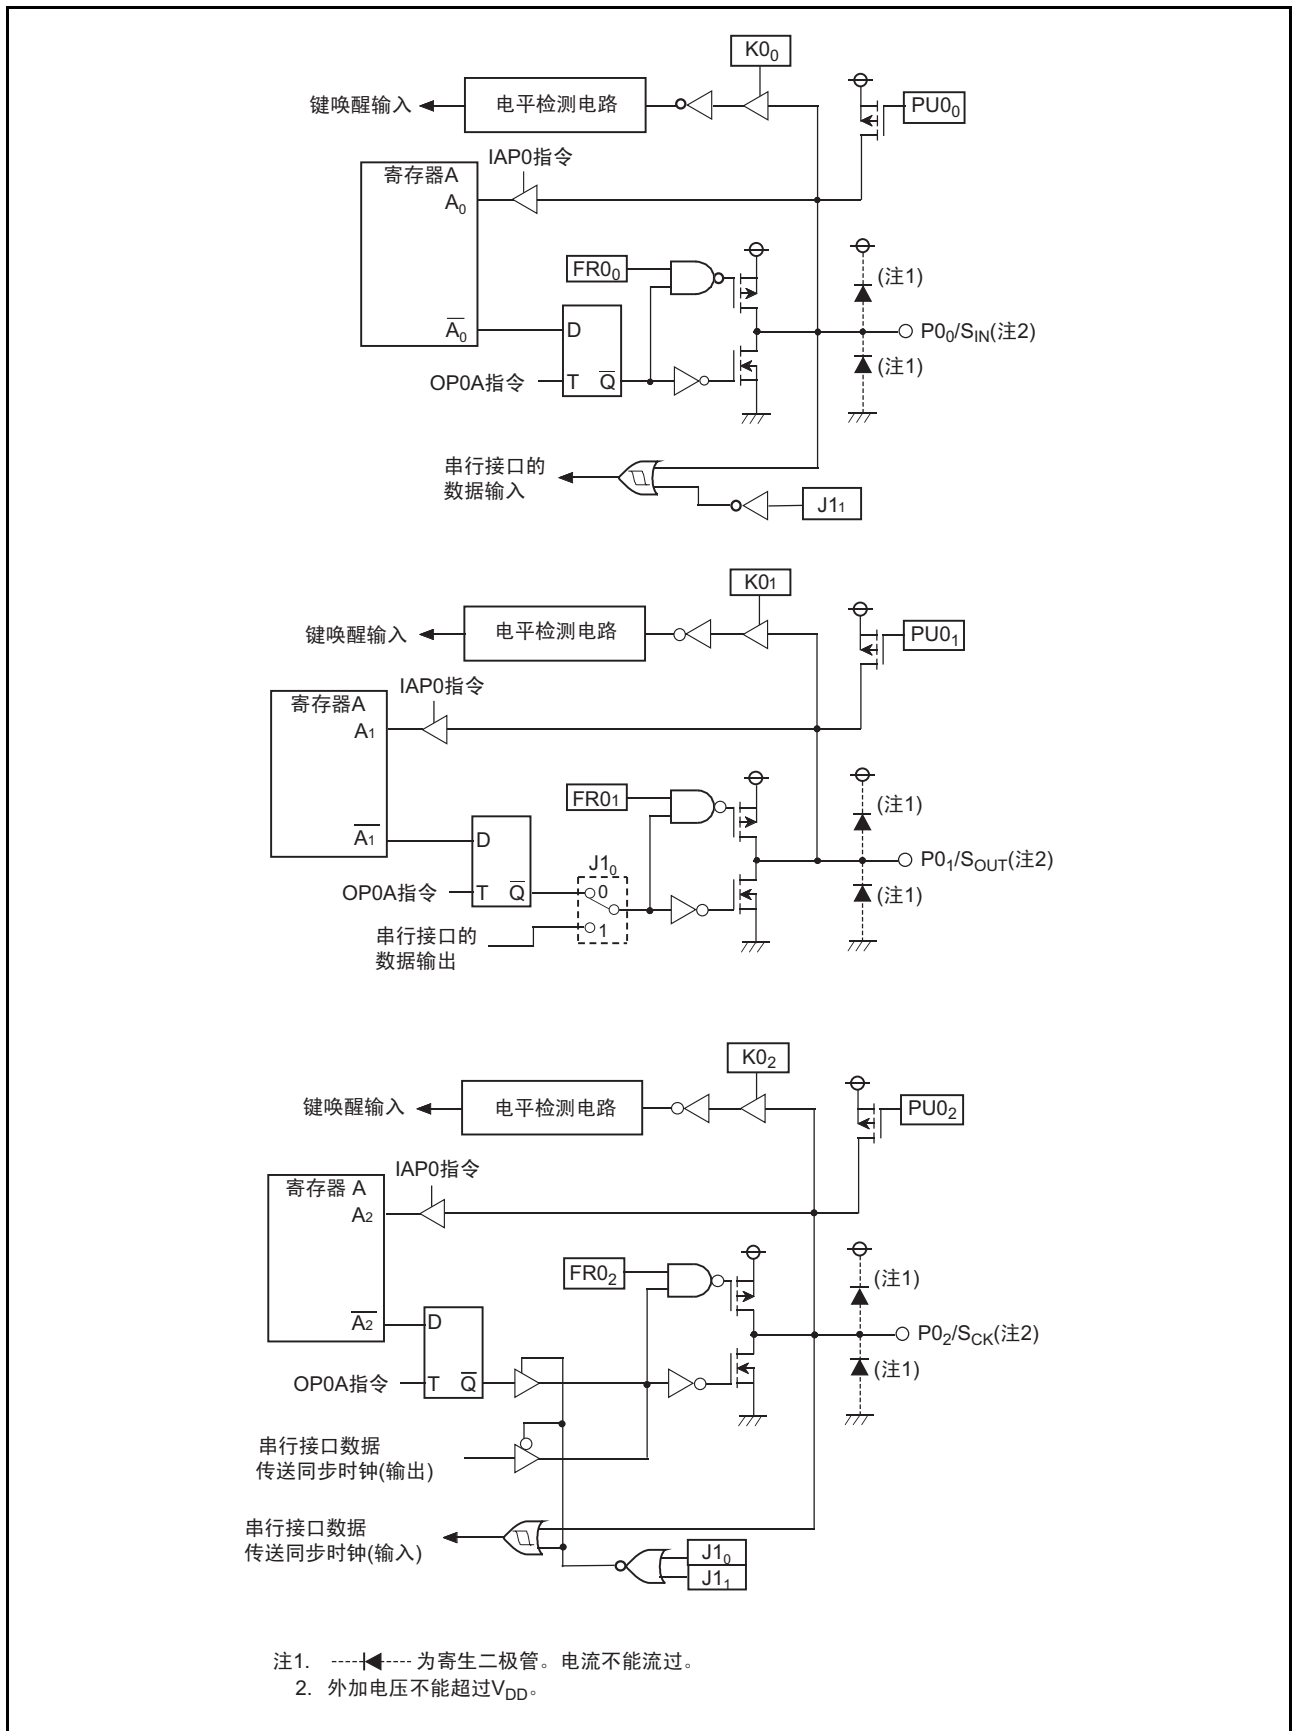 K0₀
键唤醒输入
电平检测电路
PU0₀
IAP0指令
寄存器A
A₀
FR0₀
(注1)
A̅₀̅
D
P0₀/S_IN(注2)
OP0A指令
T Q̅
(注1)
串行接口的
数据输入
J1₁
K0₁
键唤醒输入
电平检测电路
PU0₁
IAP0指令
寄存器A
A₁
FR0₁
(注1)
A̅₁̅
D
J1₀
P0₁/S_OUT(注2)
OP0A指令
T Q̅
0
(注1)
串行接口的
数据输出
1
K0₂
键唤醒输入
电平检测电路
PU0₂
IAP0指令
寄存器 A
A₂
FR0₂
(注1)
A̅₂̅
D
P0₂/S_CK(注2)
OP0A指令
T Q̅
(注1)
串行接口数据
传送同步时钟(输出)
串行接口数据
传送同步时钟(输入)
J1₀
J1₁
注1. 为寄生二极管。电流不能流过。
2. 外加电压不能超过V_DD。